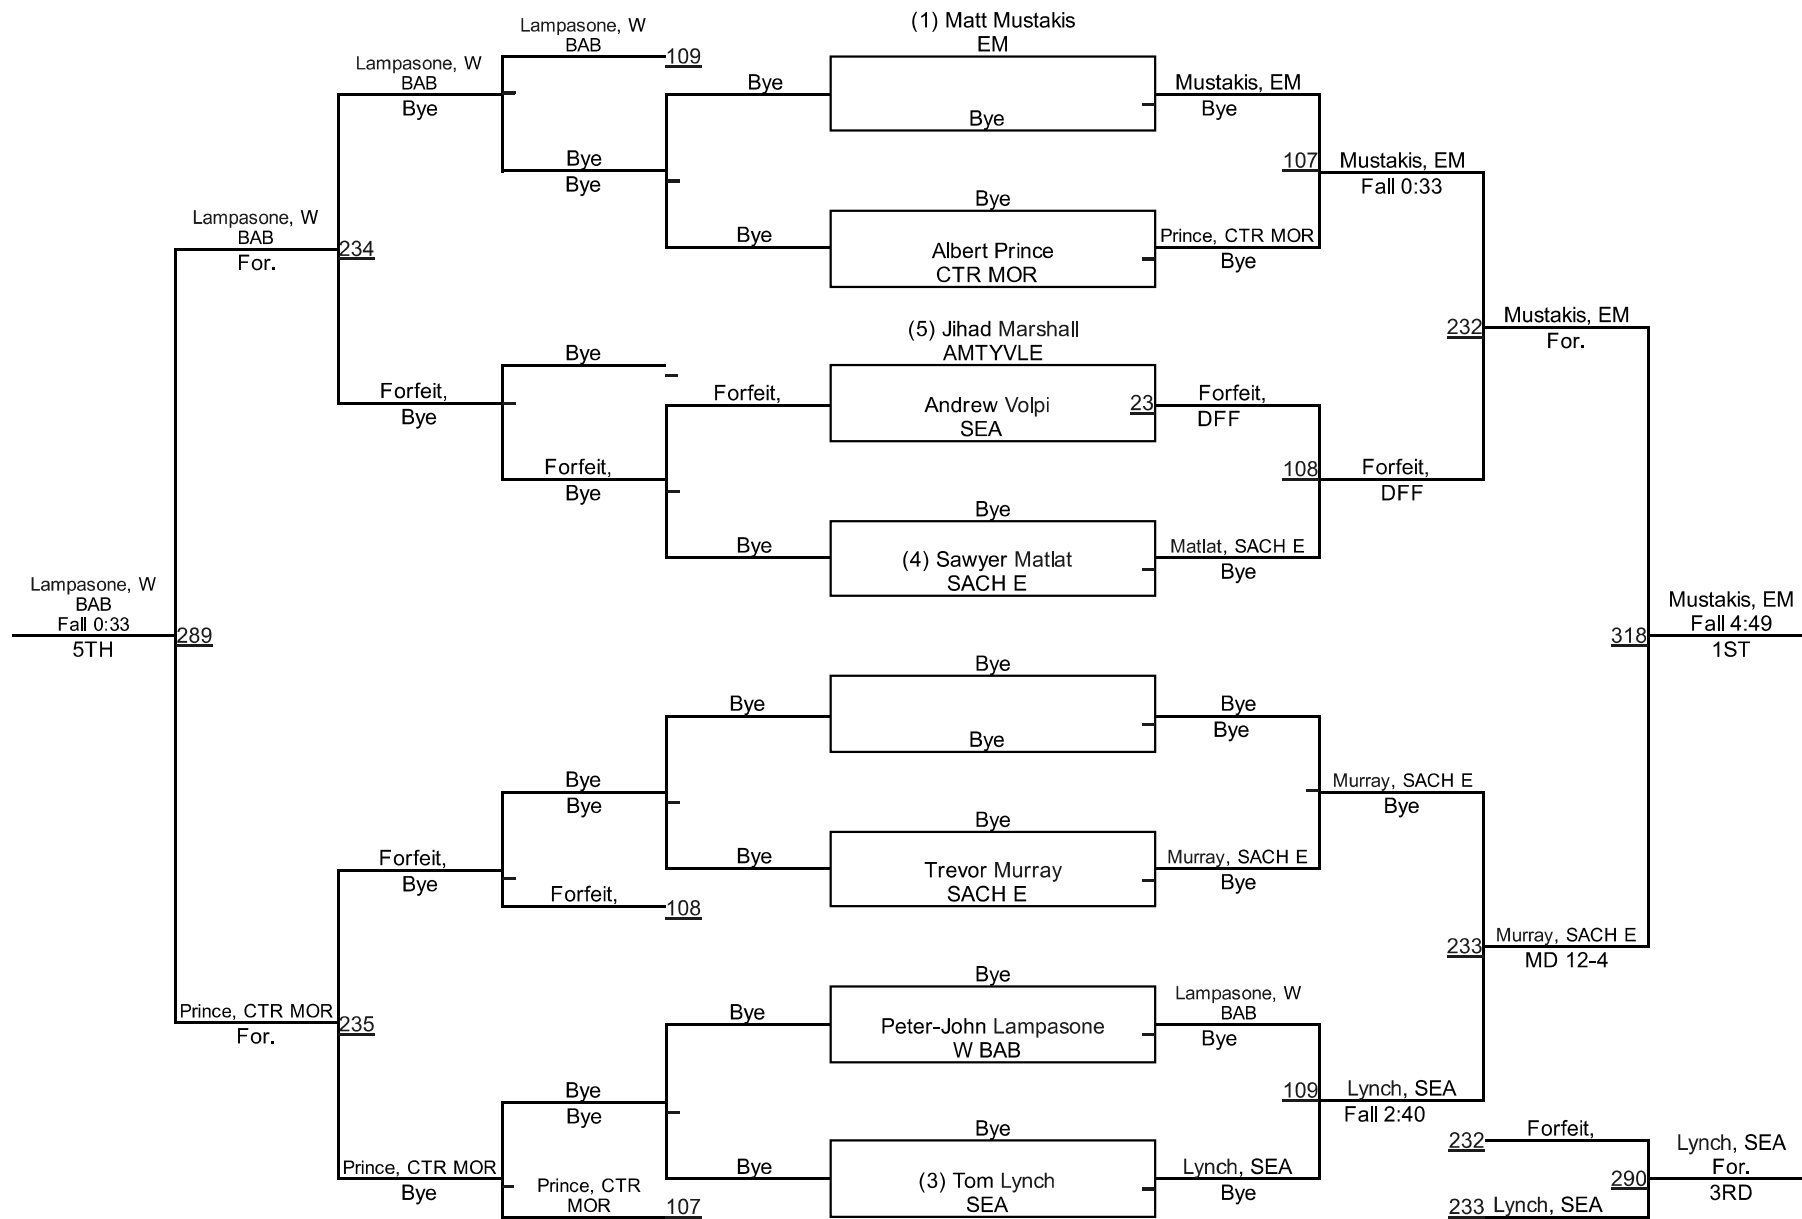 Lampasone, W
BAB
109
Lampasone, W
BAB
Bye
Bye
Bye
Lampasone, W
BAB
For.
234
Bye
Forfeit,
Bye
Forfeit,
Bye
Lampasone, W
BAB
Fall 0:33
5TH
289
Bye
Bye
Forfeit,
Bye
Forfeit,
108
Prince, CTR MOR
For.
235
Bye
Bye
Prince, CTR MOR
Bye
Prince, CTR
MOR
107
Bye
Bye
Forfeit,
Bye
Bye
Bye
Bye
Bye
(1) Matt Mustakis
EM
Bye
Bye
Albert Prince
CTR MOR
(5) Jihad Marshall
AMTYVLE
Andrew Volpi
SEA
23
Bye
(4) Sawyer Matlat
SACH E
Bye
Bye
Bye
Trevor Murray
SACH E
Bye
Peter-John Lampasone
W BAB
Bye
(3) Tom Lynch
SEA
Mustakis, EM
Bye
107
Mustakis, EM
Fall 0:33
Prince, CTR MOR
Bye
232
Mustakis, EM
For.
Forfeit,
DFF
108
Forfeit,
DFF
Matlat, SACH E
Bye
318
Mustakis, EM
Fall 4:49
1ST
Bye
Bye
Murray, SACH E
Bye
Murray, SACH E
Bye
233
Murray, SACH E
MD 12-4
Lampasone, W
BAB
Bye
109
Lynch, SEA
Fall 2:40
Lynch, SEA
Bye
232
Forfeit,
290
Lynch, SEA
For.
3RD
233
Lynch, SEA